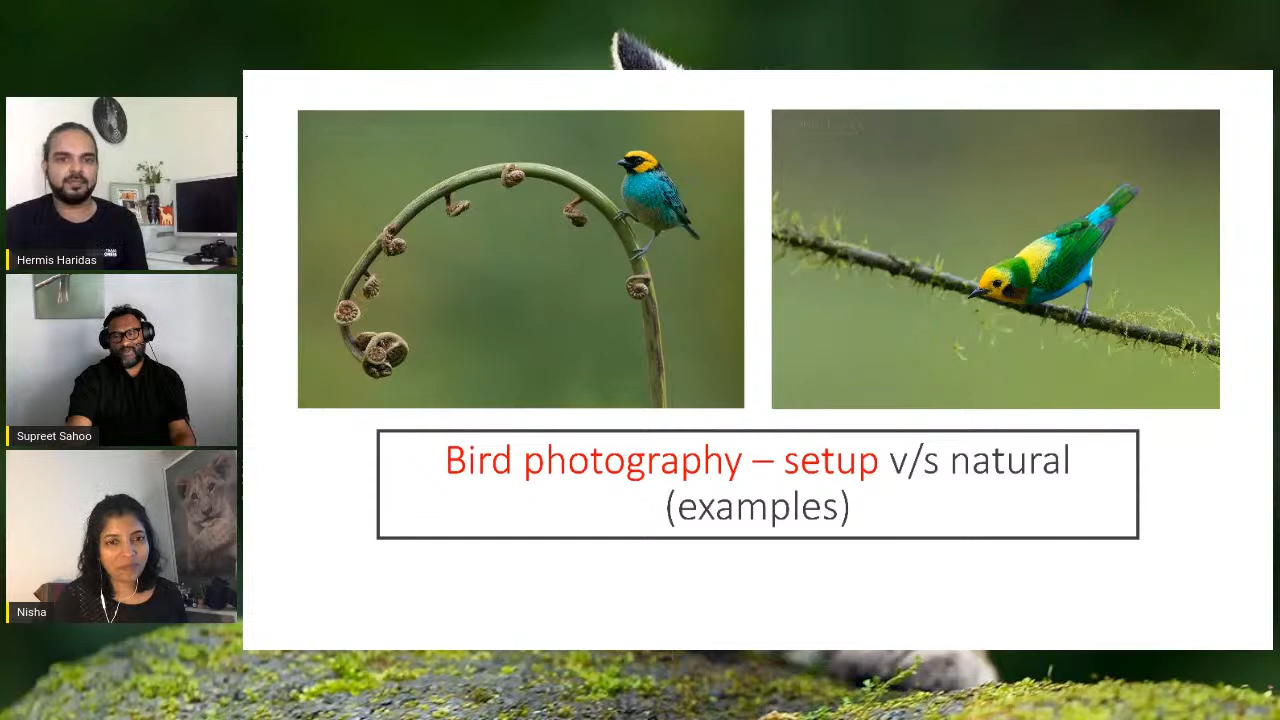 Hermis Haridas
Supreet Sahoo
Nisha
Bird photography – setup v/s natural
(examples)